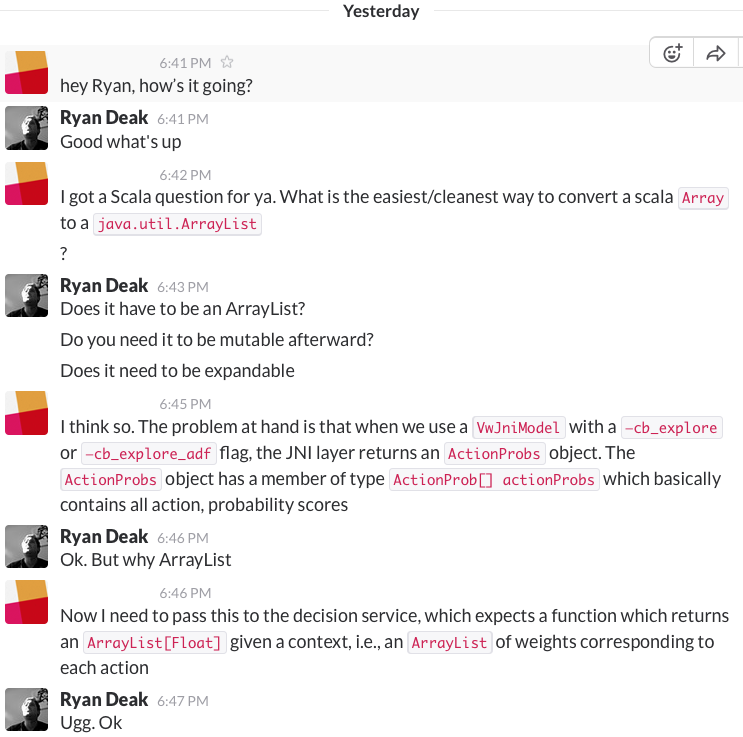 Yesterday
6:41 PM
hey Ryan, how’s it going?
Ryan Deak 6:41 PM
Good what's up
6:42 PM
I got a Scala question for ya. What is the easiest/cleanest way to convert a scala Array
to a java.util.ArrayList
?
Ryan Deak 6:43 PM
Does it have to be an ArrayList?
Do you need it to be mutable afterward?
Does it need to be expandable
6:45 PM
I think so. The problem at hand is that when we use a VwJniModel with a —cb_explore
or —cb_explore_adf flag, the JNI layer returns an ActionProbs object. The
ActionProbs object has a member of type ActionProb[] actionProbs which basically
contains all action, probability scores
Ryan Deak 6:46 PM
Ok. But why ArrayList
6:46 PM
Now I need to pass this to the decision service, which expects a function which returns
an ArrayList[Float] given a context, i.e., an ArrayList of weights corresponding to
each action
Ryan Deak 6:47 PM
Ugg. Ok